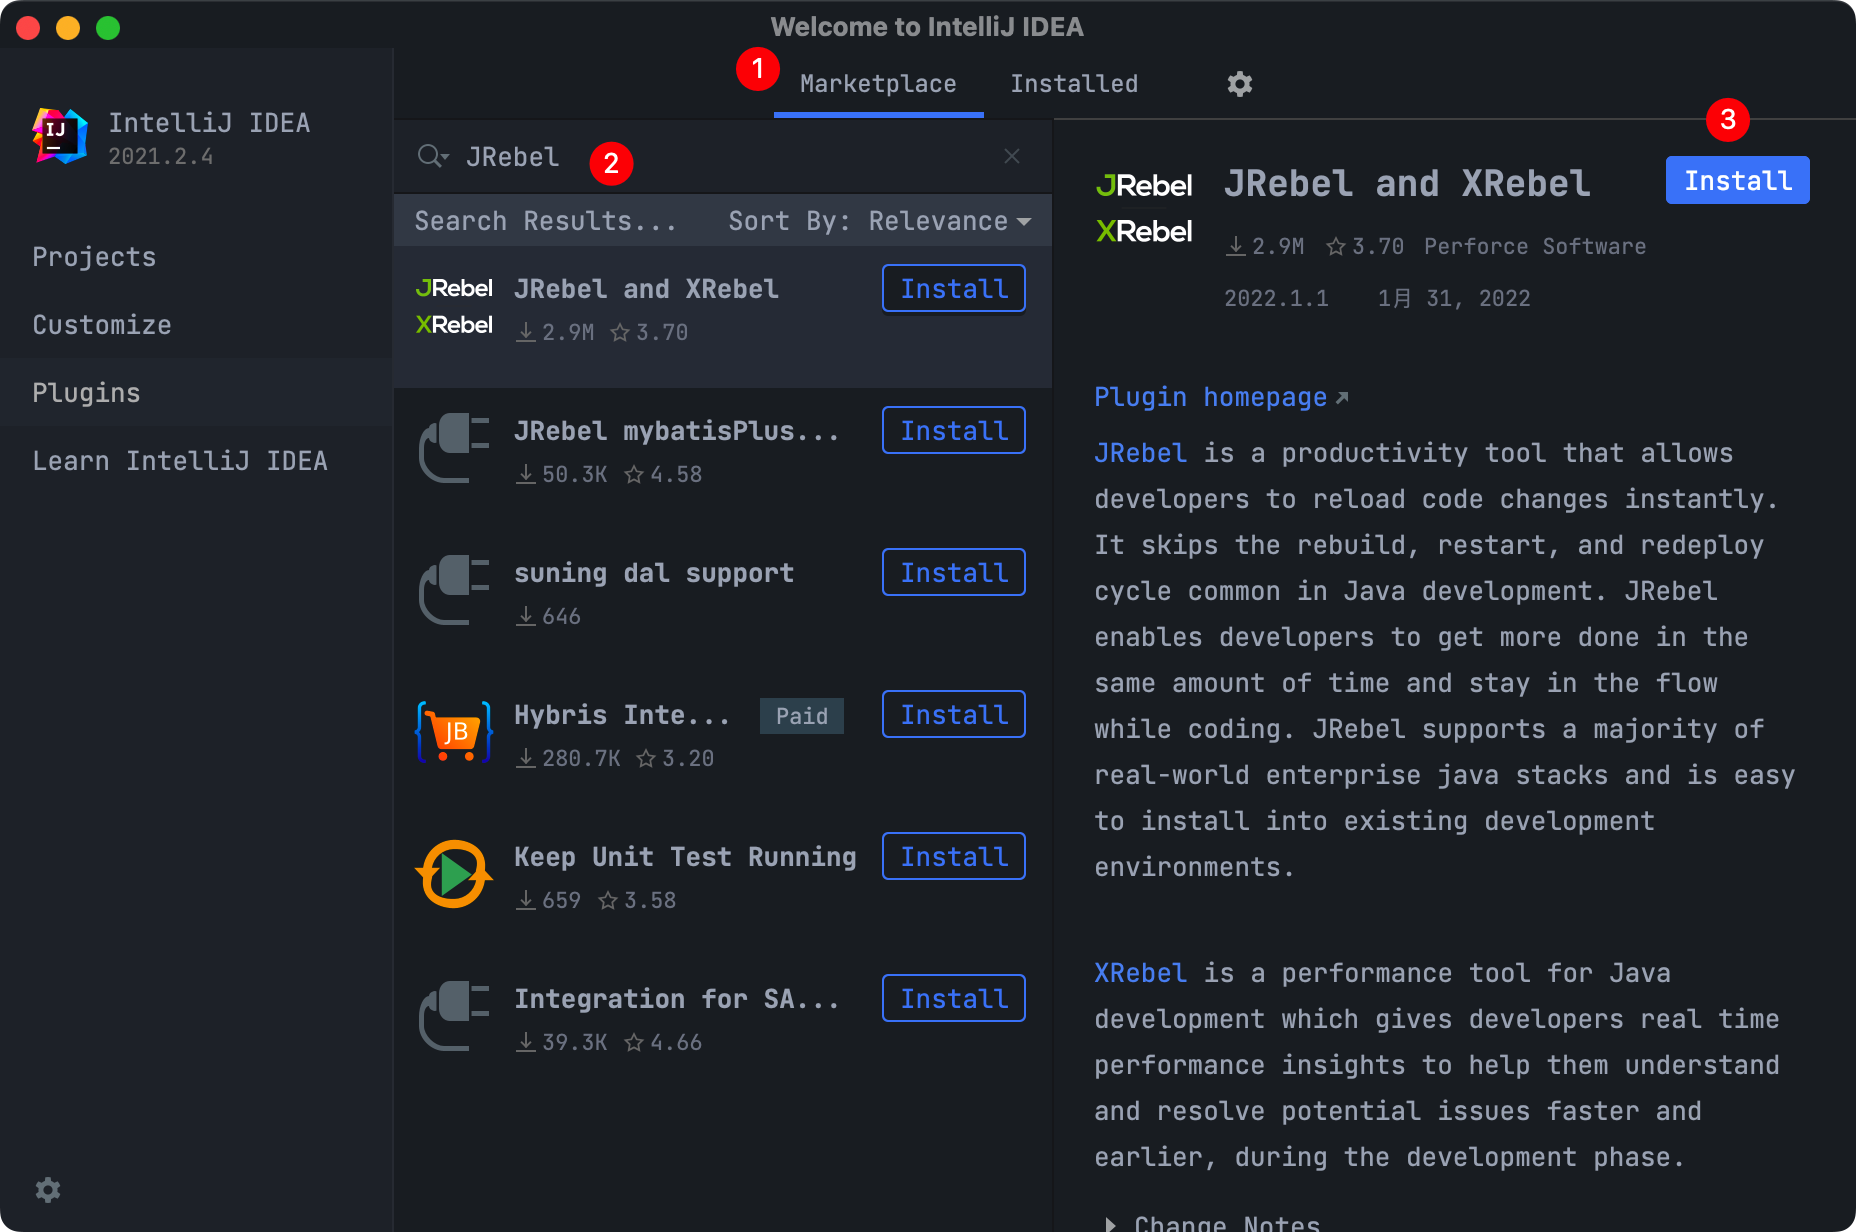 Welcome to IntelliJ IDEA
1
Marketplace
Installed
IJ
IntelliJ IDEA
2021.2.4
Projects
Customize
Plugins
Learn IntelliJ IDEA
JRebel
2
Search Results...
Sort By: Relevance
JRebel
XRebel
JRebel and XRebel
2.9M
3.70
Install
JRebel mybatisPlus...
50.3K
4.58
Install
suning dal support
646
Install
JB
Hybris Inte...
Paid
280.7K
3.20
Install
Keep Unit Test Running
659
3.58
Install
Integration for SA...
39.3K
4.66
Install
3
JRebel
XRebel
JRebel and XRebel
Install
2.9M
3.70
Perforce Software
2022.1.1
1月 31, 2022
Plugin homepage
JRebel is a productivity tool that allows
developers to reload code changes instantly.
It skips the rebuild, restart, and redeploy
cycle common in Java development. JRebel
enables developers to get more done in the
same amount of time and stay in the flow
while coding. JRebel supports a majority of
real-world enterprise java stacks and is easy
to install into existing development
environments.
XRebel is a performance tool for Java
development which gives developers real time
performance insights to help them understand
and resolve potential issues faster and
earlier, during the development phase.
Change Notes